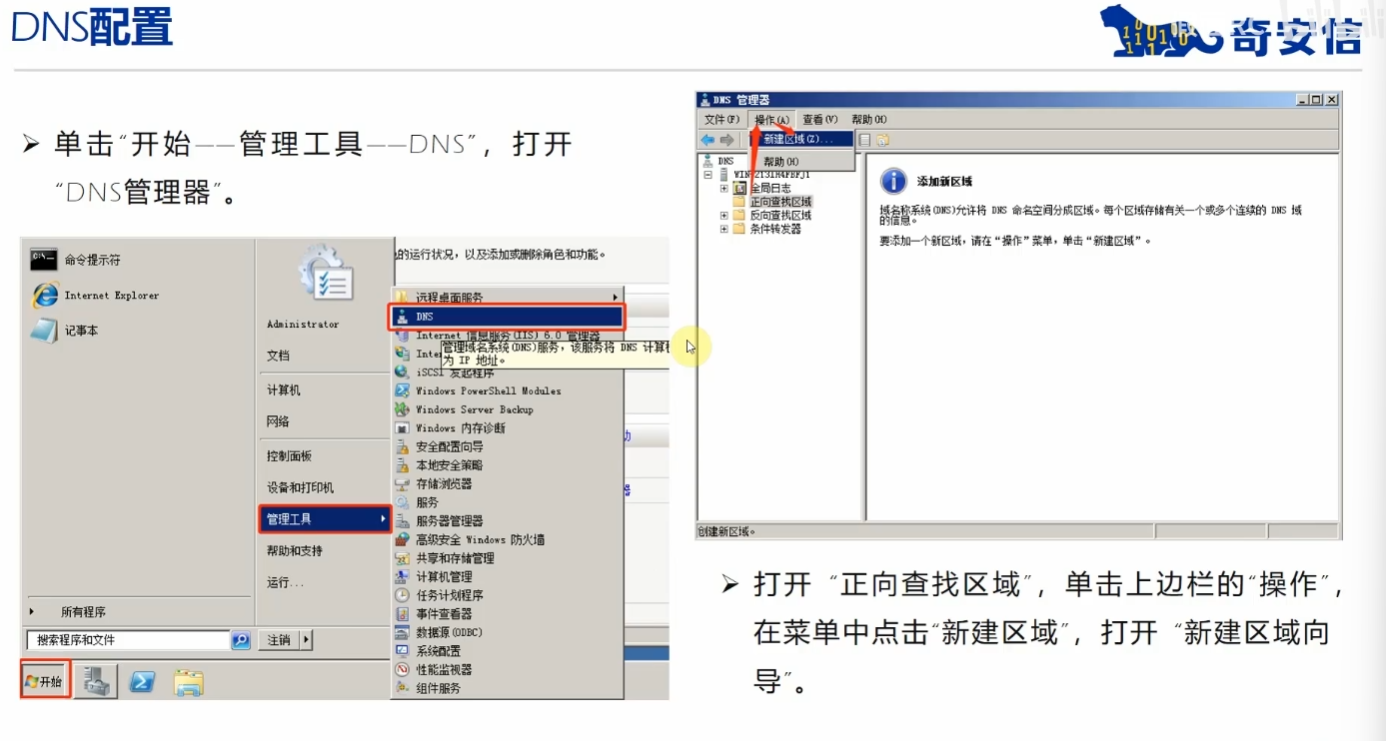 DNS配置
奇安信
➢ 单击“开始——管理工具——DNS”，打开
“DNS管理器”。
命令提示符
Internet Explorer
记事本
所有程序
搜索程序和文件
注销
开始
Administrator
文档
计算机
网络
控制面板
设备和打印机
管理工具
帮助和支持
运行...
的运行状况，以及添加或删除角色和功能。
远程桌面服务
DNS
Internet 信息服务(IIS) 6.0 管理器
管理域名系统(DNS)服务，该服务将 DNS 计算机
为 IP 地址。
iSCSI 发起程序
Windows PowerShell Modules
Windows Server Backup
Windows 内存诊断
安全配置向导
本地安全策略
存储浏览器
服务
服务器管理器
高级安全 Windows 防火墙
共享和存储管理
计算机管理
任务计划程序
事件查看器
数据源(ODBC)
系统配置
性能监视器
组件服务
DNS 管理器
文件(F) 操作(A) 查看(V) 帮助(H)
新建区域(Z)...
帮助(H)
DNS
全局日志
正向查找区域
反向查找区域
条件转发器
添加新区域
域名称系统(DNS)允许将 DNS 命名空间分成区域。每个区域存储有关一个或多个连续的 DNS 域
的信息。
要添加一个新区域，请在“操作”菜单，单击“新建区域”。
创建新区域。
➢ 打开“正向查找区域”，单击上边栏的“操作”，
在菜单中点击“新建区域”，打开“新建区域向
导”。